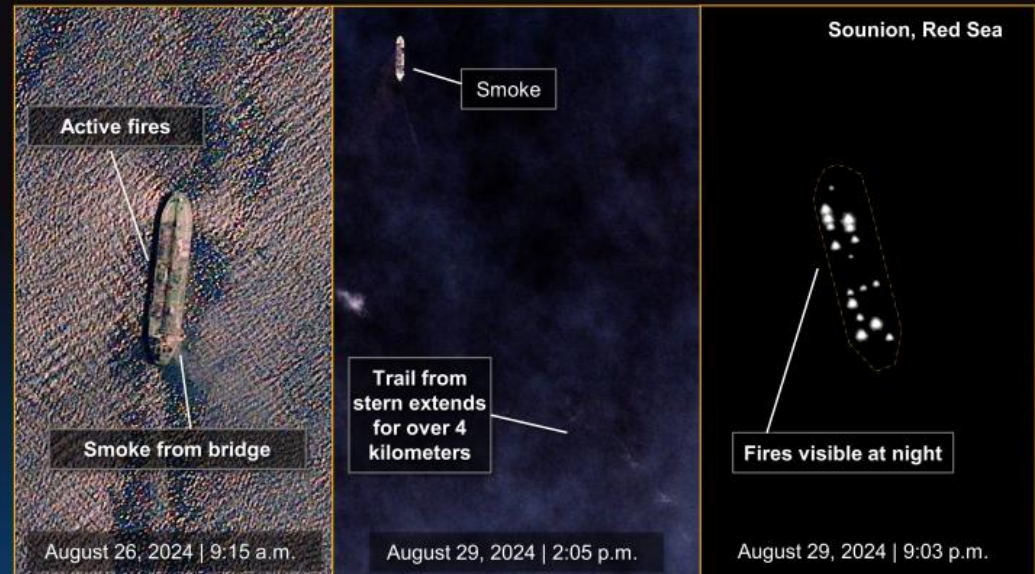 Sounion, Red Sea
Active fires
Smoke from bridge
August 26, 2024 | 9:15 a.m.
Smoke
Trail from
stern extends
for over 4
kilometers
August 29, 2024 | 2:05 p.m.
Fires visible at night
August 29, 2024 | 9:03 p.m.